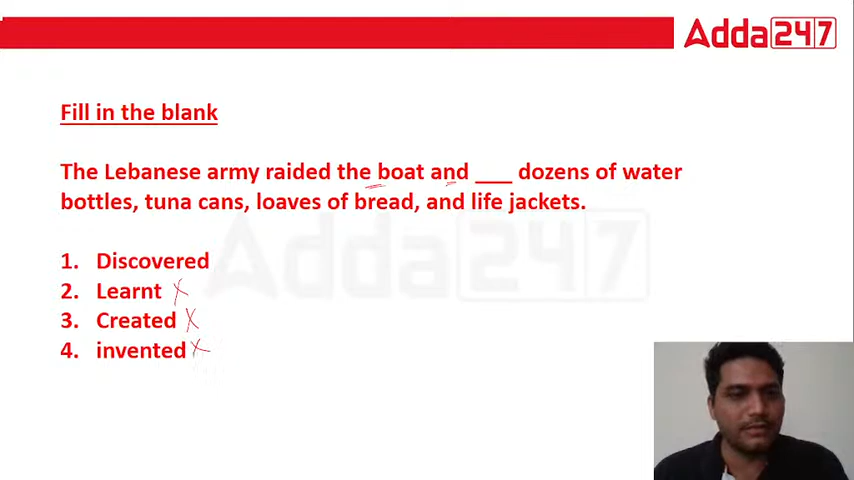 Adda247
Fill in the blank
The Lebanese army raided the boat and ___ dozens of water
bottles, tuna cans, loaves of bread, and life jackets.
Adda247
1. Discovered
2. Learnt X
3. Created X
4. invented X